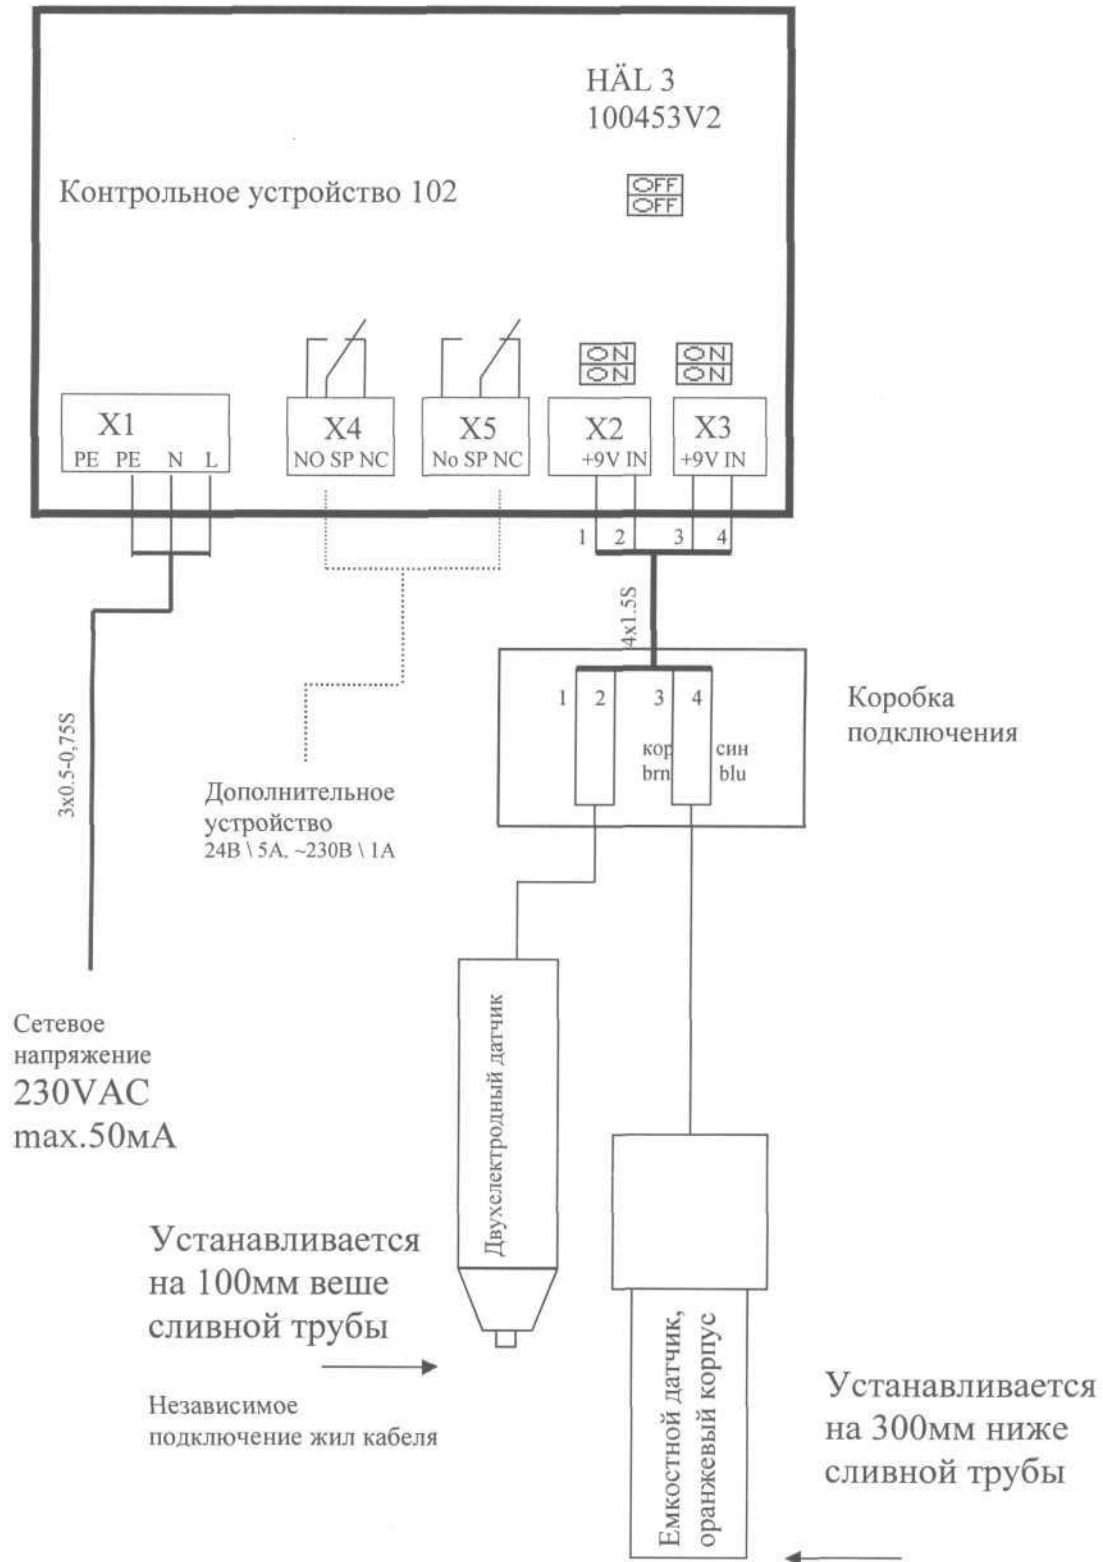 HÄL 3
100453V2
Контрольное устройство 102
OFF
OFF
ON
ON
ON
ON
X1
PE PE N L
X4
NO SP NC
X5
No SP NC
X2
+9V IN
X3
+9V IN
1 2 3 4
4x1.5S
1 2 3 4
кор син
brn blu
Коробка
подключения
3x0.5-0,75S
Дополнительное
устройство
24В \ 5А, ~230В \ 1А
Сетевое
напряжение
230VAC
max.50мА
Двухелектродный датчик
Устанавливается
на 100мм веше
сливной трубы
Независимое
подключение жил кабеля
Емкостной датчик,
оранжевый корпус
Устанавливается
на 300мм ниже
сливной трубы